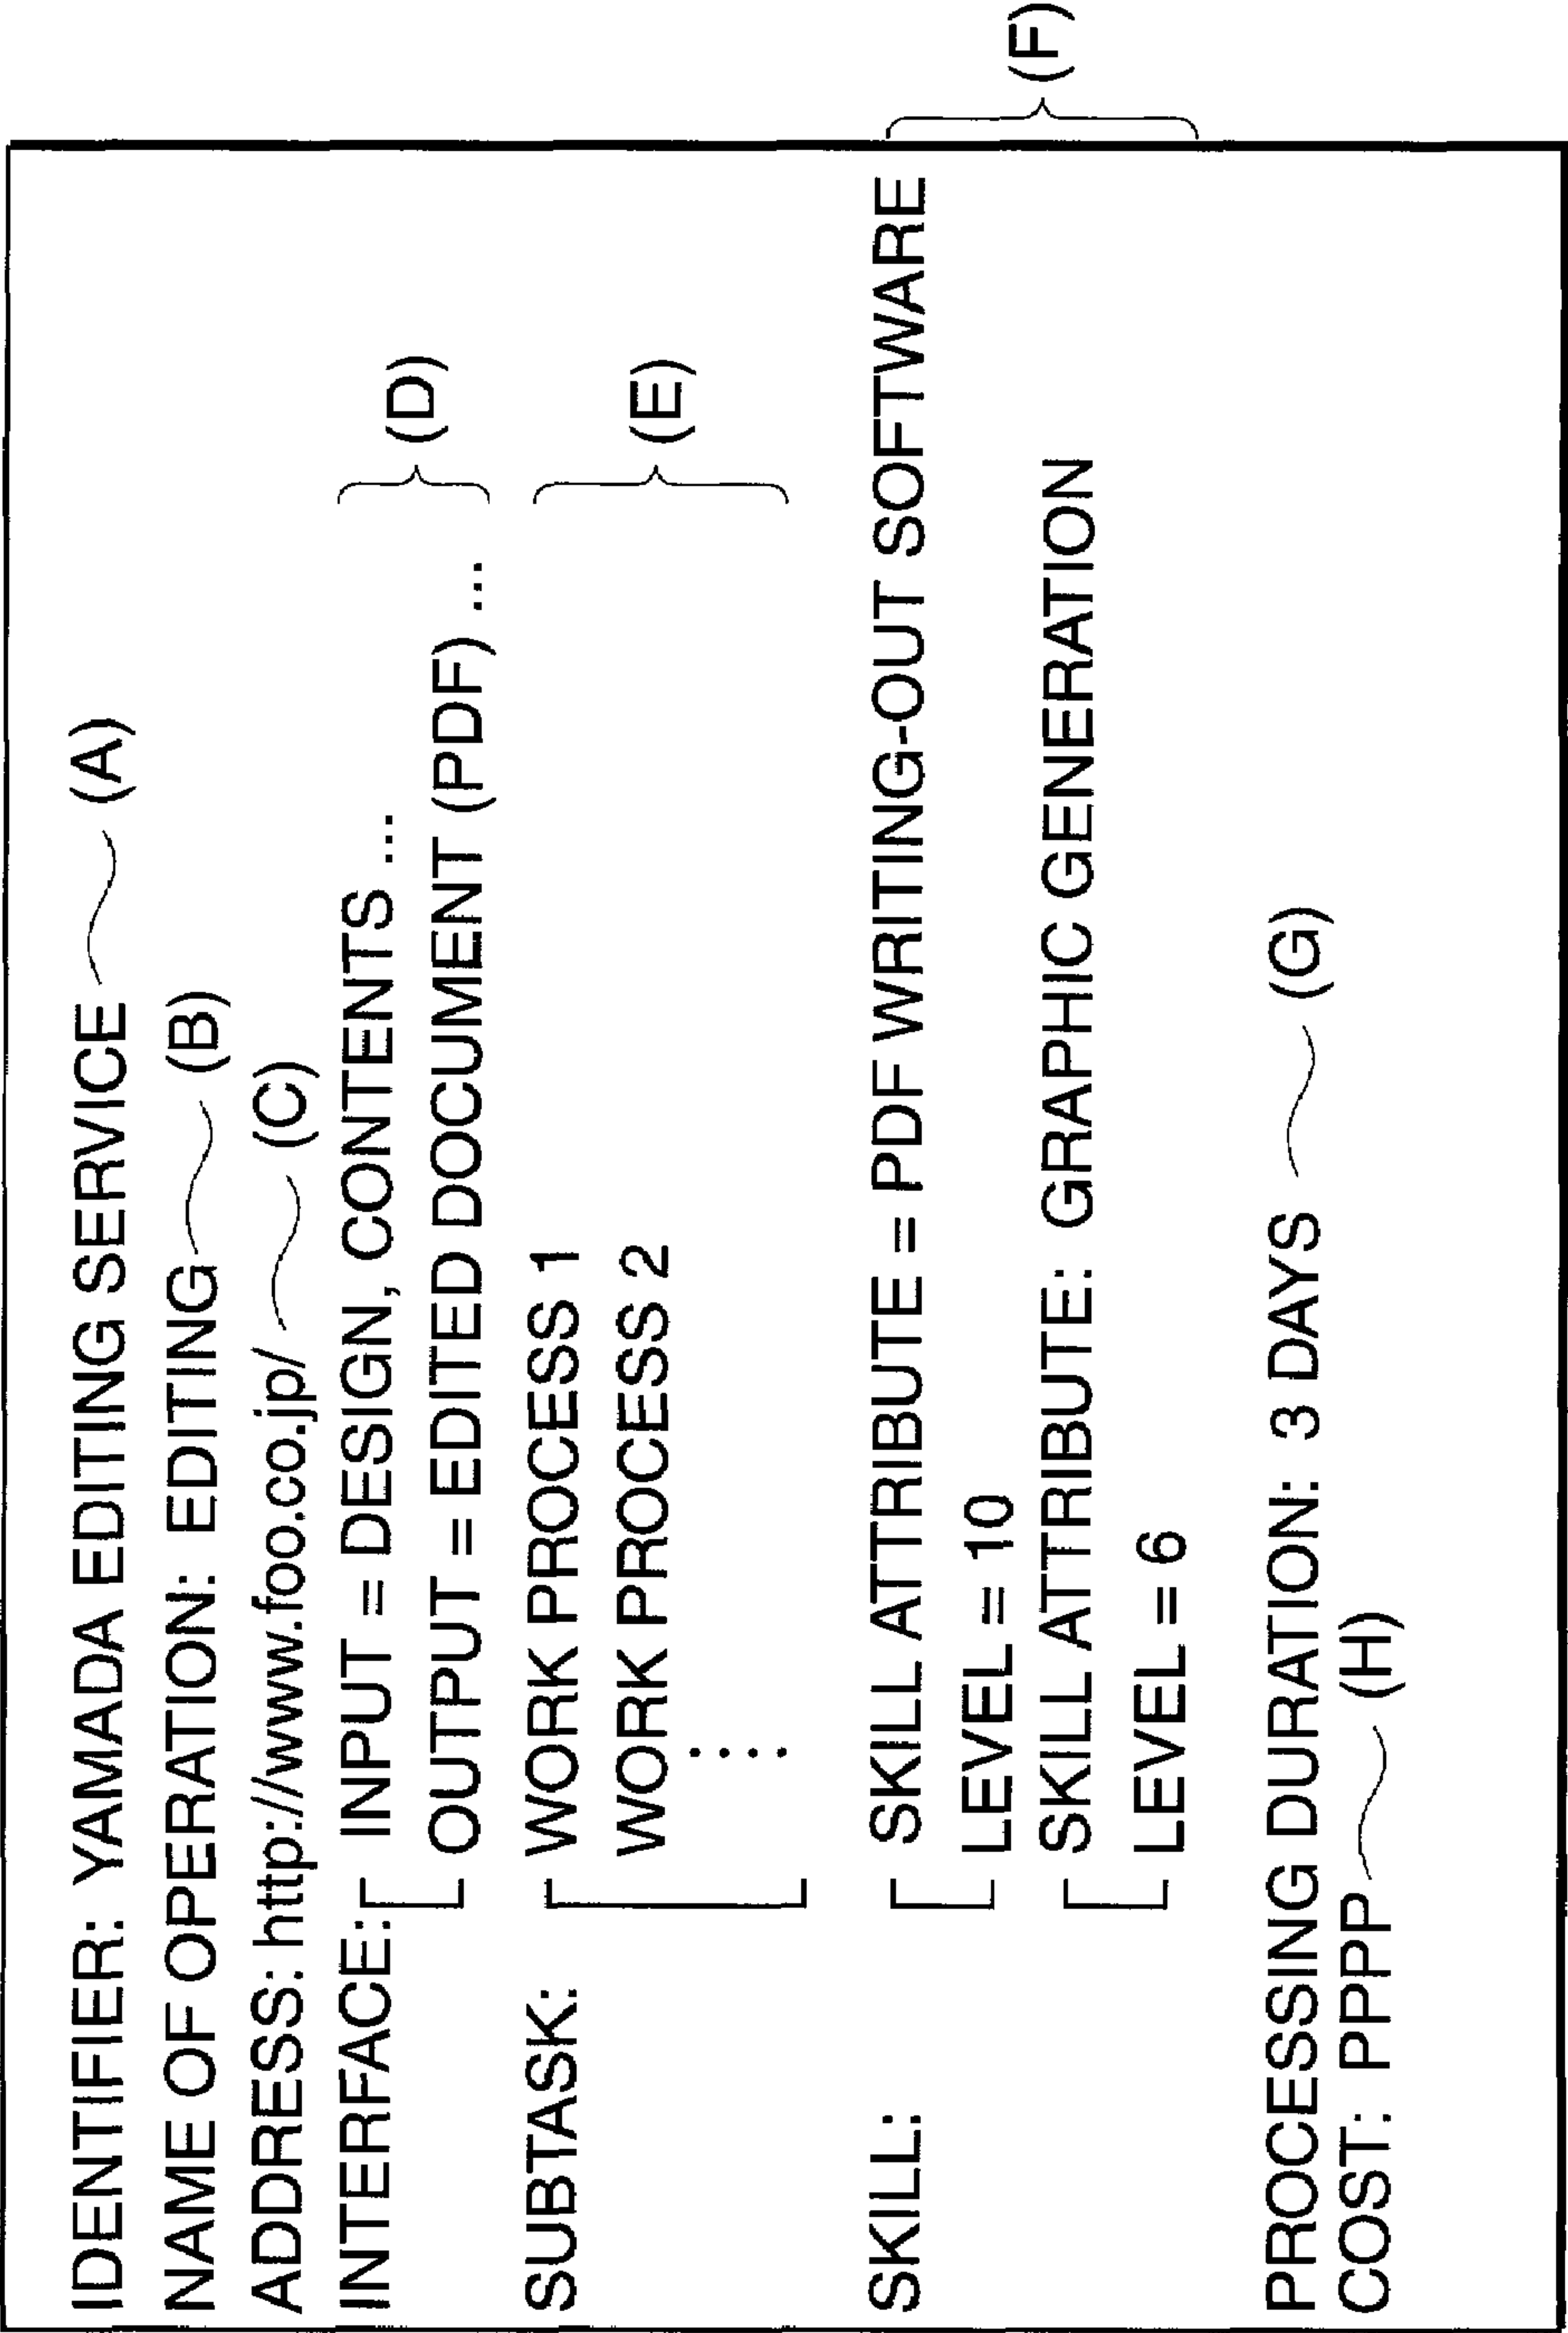 IDENTIFIER: YAMADA EDITING SERVICE (A)
NAME OF OPERATION: EDITING (B)
ADDRESS: http://www.foo.co.jp/ (C)
INTERFACE: INPUT = DESIGN, CONTENTS ...
OUTPUT = EDITED DOCUMENT (PDF) ... (D)
SUBTASK: WORK PROCESS 1
WORK PROCESS 2 (E)
....
SKILL: SKILL ATTRIBUTE = PDF WRITING-OUT SOFTWARE
LEVEL = 10
SKILL ATTRIBUTE: GRAPHIC GENERATION (F)
LEVEL = 6
PROCESSING DURATION: 3 DAYS (G)
COST: PPPP (H)